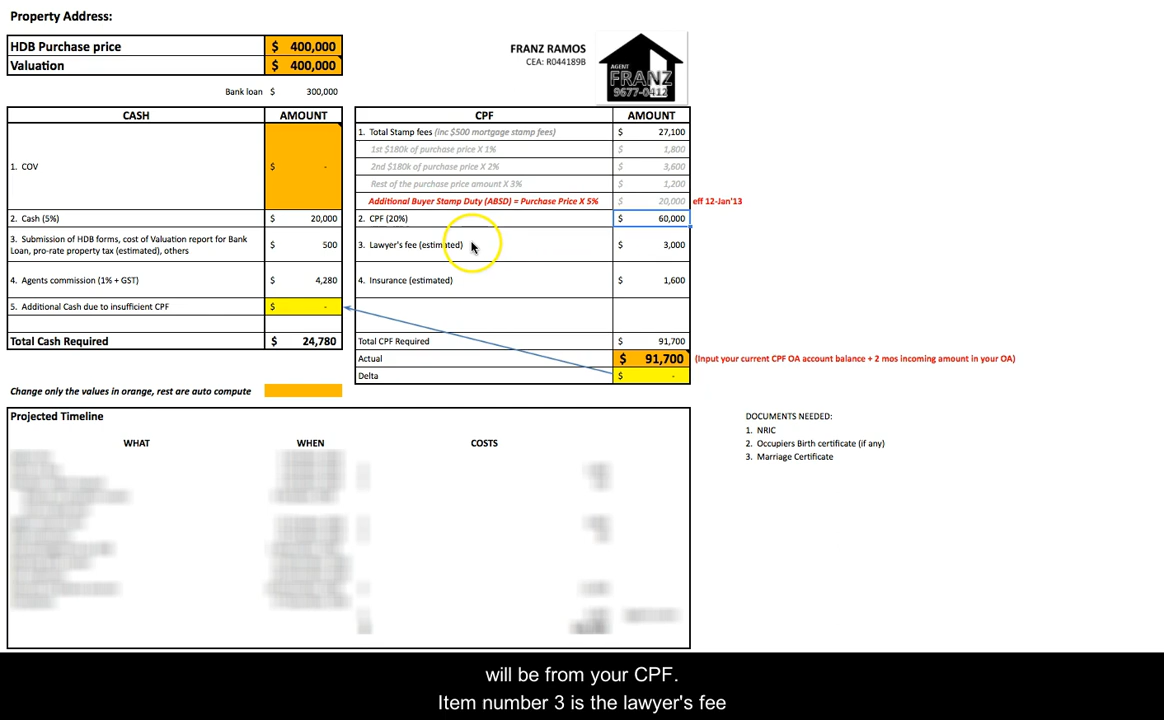 Property Address:
HDB Purchase price $ 400,000
Valuation $ 400,000
Bank loan $ 300,000
FRANZ RAMOS
CEA: R044189B
AGENT
FRANZ
9677-0412
CASH AMOUNT
1. COV $ -
2. Cash (5%) $ 20,000
3. Submission of HDB forms, cost of Valuation report for Bank
Loan, pro-rate property tax (estimated), others $ 500
4. Agents commission (1% + GST) $ 4,280
5. Additional Cash due to insufficient CPF $ -
Total Cash Required $ 24,780
CPF AMOUNT
1. Total Stamp fees (inc $500 mortgage stamp fees) $ 27,100
1st $180k of purchase price X 1% $ 1,800
2nd $180k of purchase price X 2% $ 3,600
Rest of the purchase price amount X 3% $ 1,200
Additional Buyer Stamp Duty (ABSD) = Purchase Price X 5% $ 20,000 eff 12-Jan'13
2. CPF (20%) $ 60,000
3. Lawyer's fee (estimated) $ 3,000
4. Insurance (estimated) $ 1,600
Total CPF Required $ 91,700
Actual $ 91,700 (Input your current CPF OA account balance + 2 mos incoming amount in your OA)
Delta $ -
Change only the values in orange, rest are auto compute
Projected Timeline
WHAT WHEN COSTS
DOCUMENTS NEEDED:
1. NRIC
2. Occupiers Birth certificate (if any)
3. Marriage Certificate
will be from your CPF.
Item number 3 is the lawyer's fee